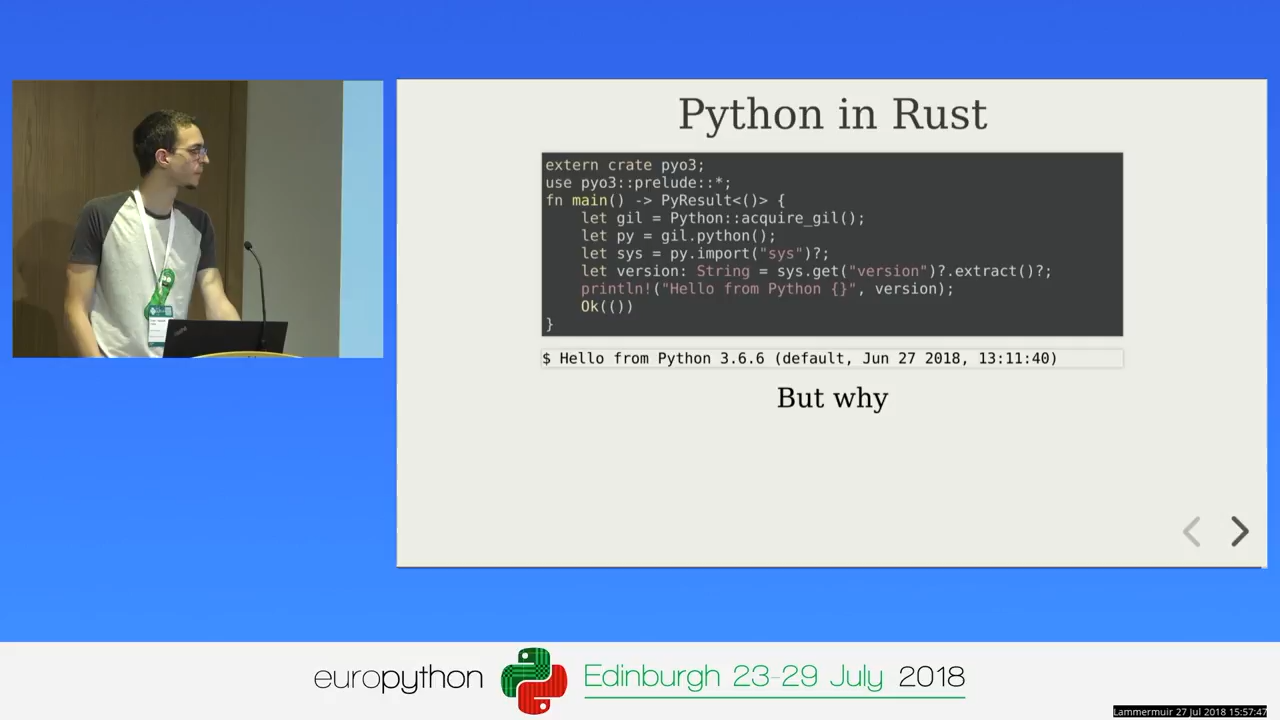 Python in Rust
extern crate pyo3;
use pyo3::prelude::*;
fn main() -> PyResult<()> {
    let gil = Python::acquire_gil();
    let py = gil.python();
    let sys = py.import("sys")?;
    let version: String = sys.get("version")?.extract()?;
    println!("Hello from Python {}", version);
    Ok(())
}
$ Hello from Python 3.6.6 (default, Jun 27 2018, 13:11:40)
But why
europython
Edinburgh 23-29 July 2018
Lammermuir 27 Jul 2018 15:57:47